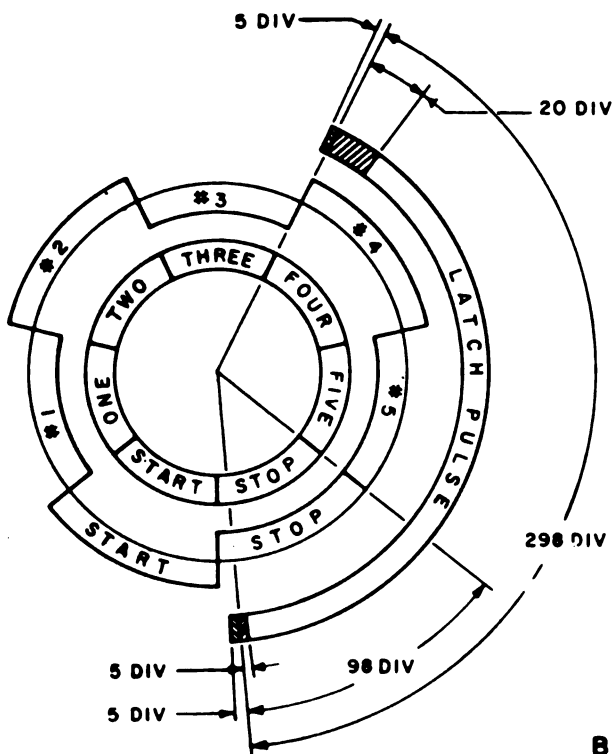 5 DIV
20 DIV
#3
#2
#4
THREE
TWO
FOUR
LATCH PULSE
ONE
FIVE
#1
#5
START
STOP
START
STOP
298 DIV
5 DIV
98 DIV
5 DIV
B